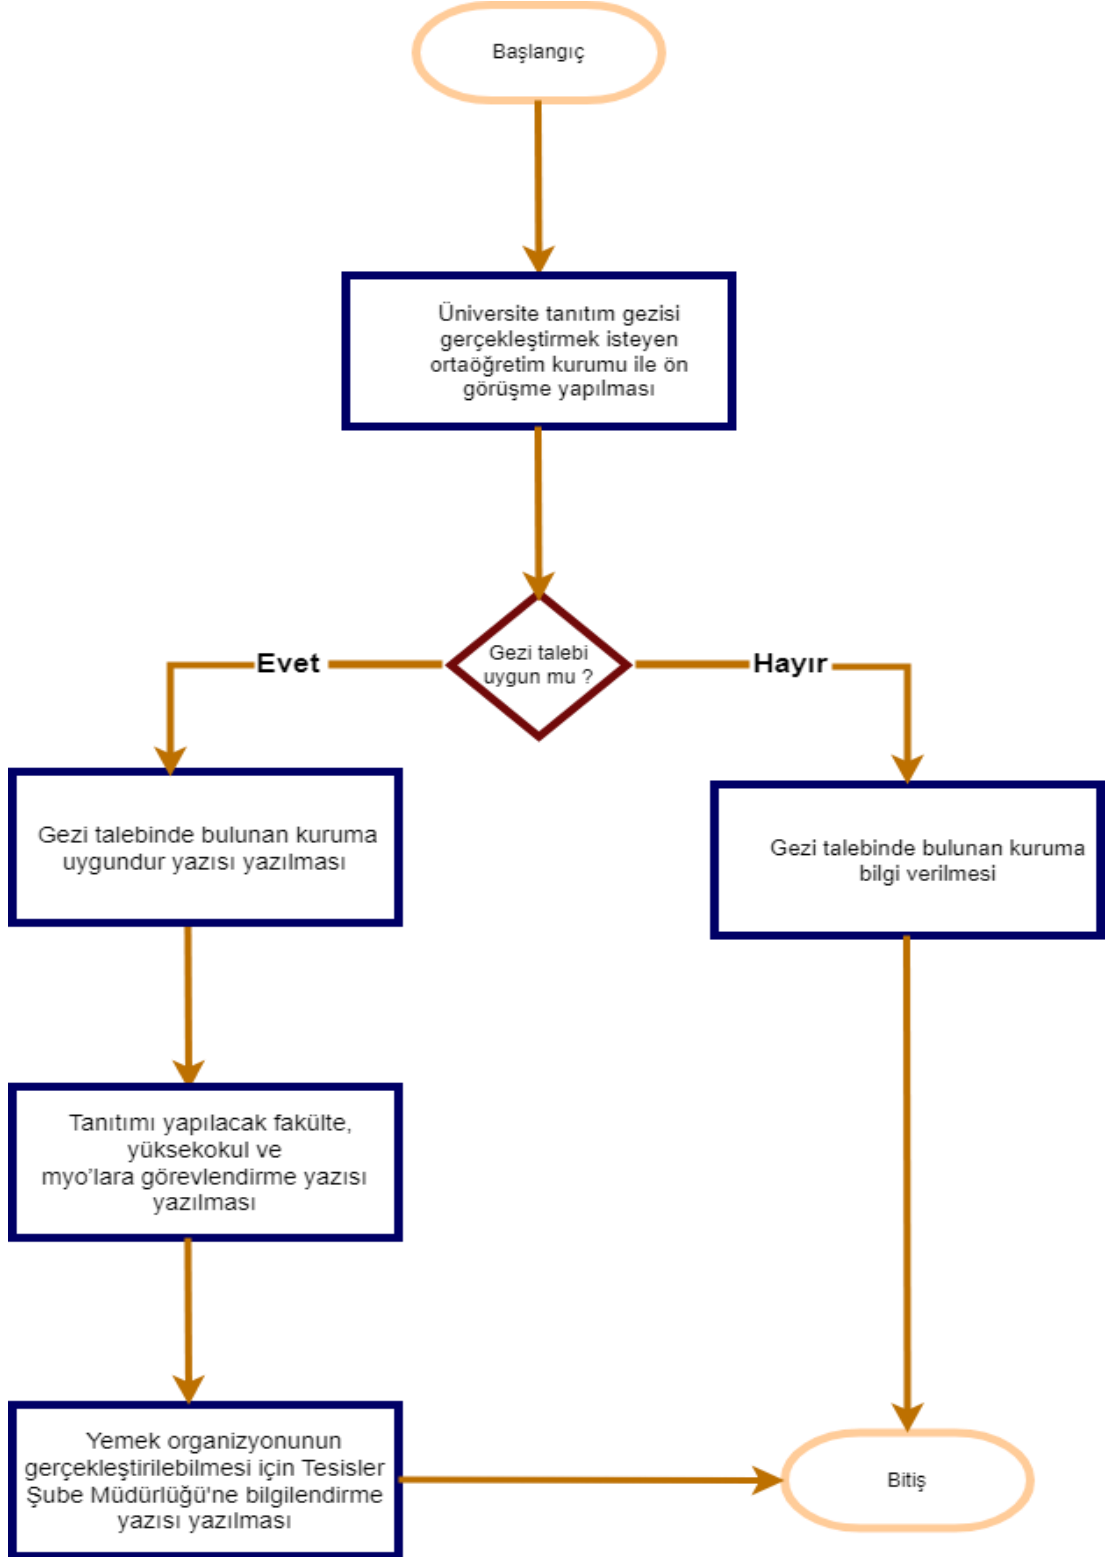 Başlangıç
Üniversite tanıtım gezisi
gerçekleştirmek isteyen
ortaöğretim kurumu ile ön
görüşme yapılması
Gezi talebi
uygun mu ?
Evet
Hayır
Gezi talebinde bulunan kuruma
uygundur yazısı yazılması
Gezi talebinde bulunan kuruma
bilgi verilmesi
Tanıtımı yapılacak fakülte,
yüksekokul ve
myo'lara görevlendirme yazısı
yazılması
Yemek organizyonunun
gerçekleştirilebilmesi için Tesisler
Şube Müdürlüğü'ne bilgilendirme
yazısı yazılması
Bitiş